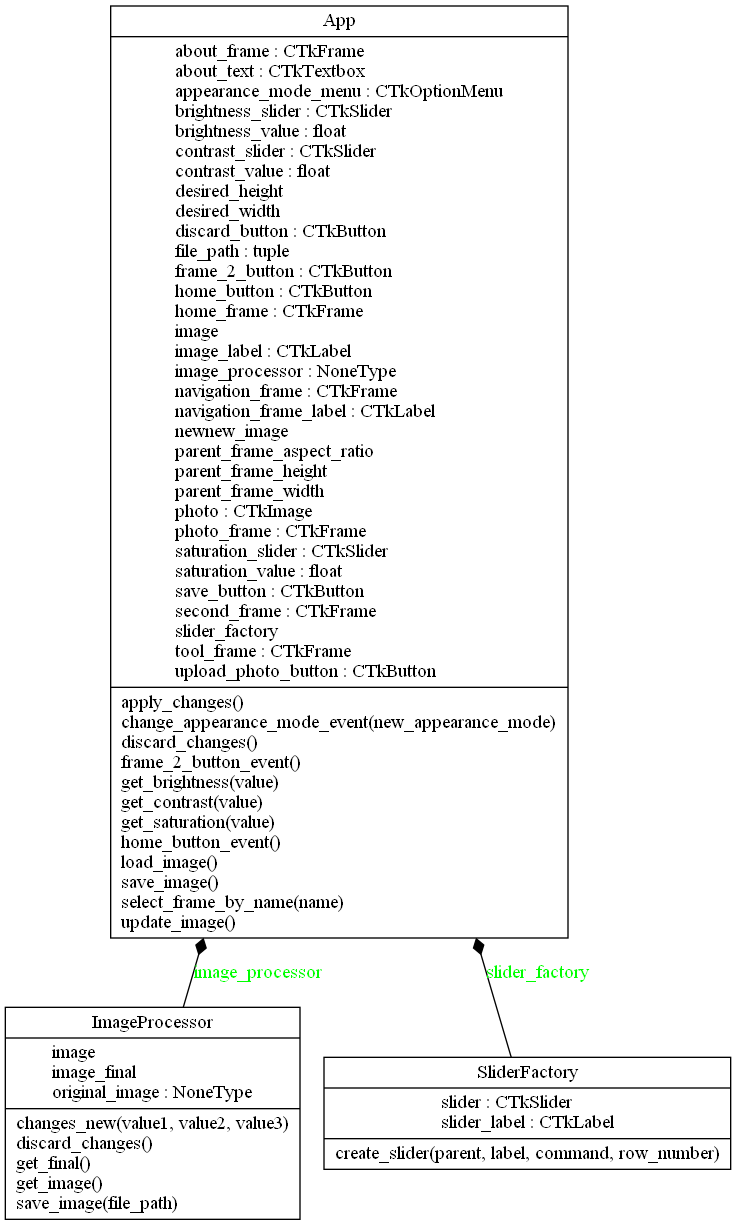 App
about_frame : CTkFrame
about_text : CTkTextbox
appearance_mode_menu : CTkOptionMenu
brightness_slider : CTkSlider
brightness_value : float
contrast_slider : CTkSlider
contrast_value : float
desired_height
desired_width
discard_button : CTkButton
file_path : tuple
frame_2_button : CTkButton
home_button : CTkButton
home_frame : CTkFrame
image
image_label : CTkLabel
image_processor : NoneType
navigation_frame : CTkFrame
navigation_frame_label : CTkLabel
newnew_image
parent_frame_aspect_ratio
parent_frame_height
parent_frame_width
photo : CTkImage
photo_frame : CTkFrame
saturation_slider : CTkSlider
saturation_value : float
save_button : CTkButton
second_frame : CTkFrame
slider_factory
tool_frame : CTkFrame
upload_photo_button : CTkButton
apply_changes()
change_appearance_mode_event(new_appearance_mode)
discard_changes()
frame_2_button_event()
get_brightness(value)
get_contrast(value)
get_saturation(value)
home_button_event()
load_image()
save_image()
select_frame_by_name(name)
update_image()
image_processor
slider_factory
ImageProcessor
image
image_final
original_image : NoneType
changes_new(value1, value2, value3)
discard_changes()
get_final()
get_image()
save_image(file_path)
SliderFactory
slider : CTkSlider
slider_label : CTkLabel
create_slider(parent, label, command, row_number)